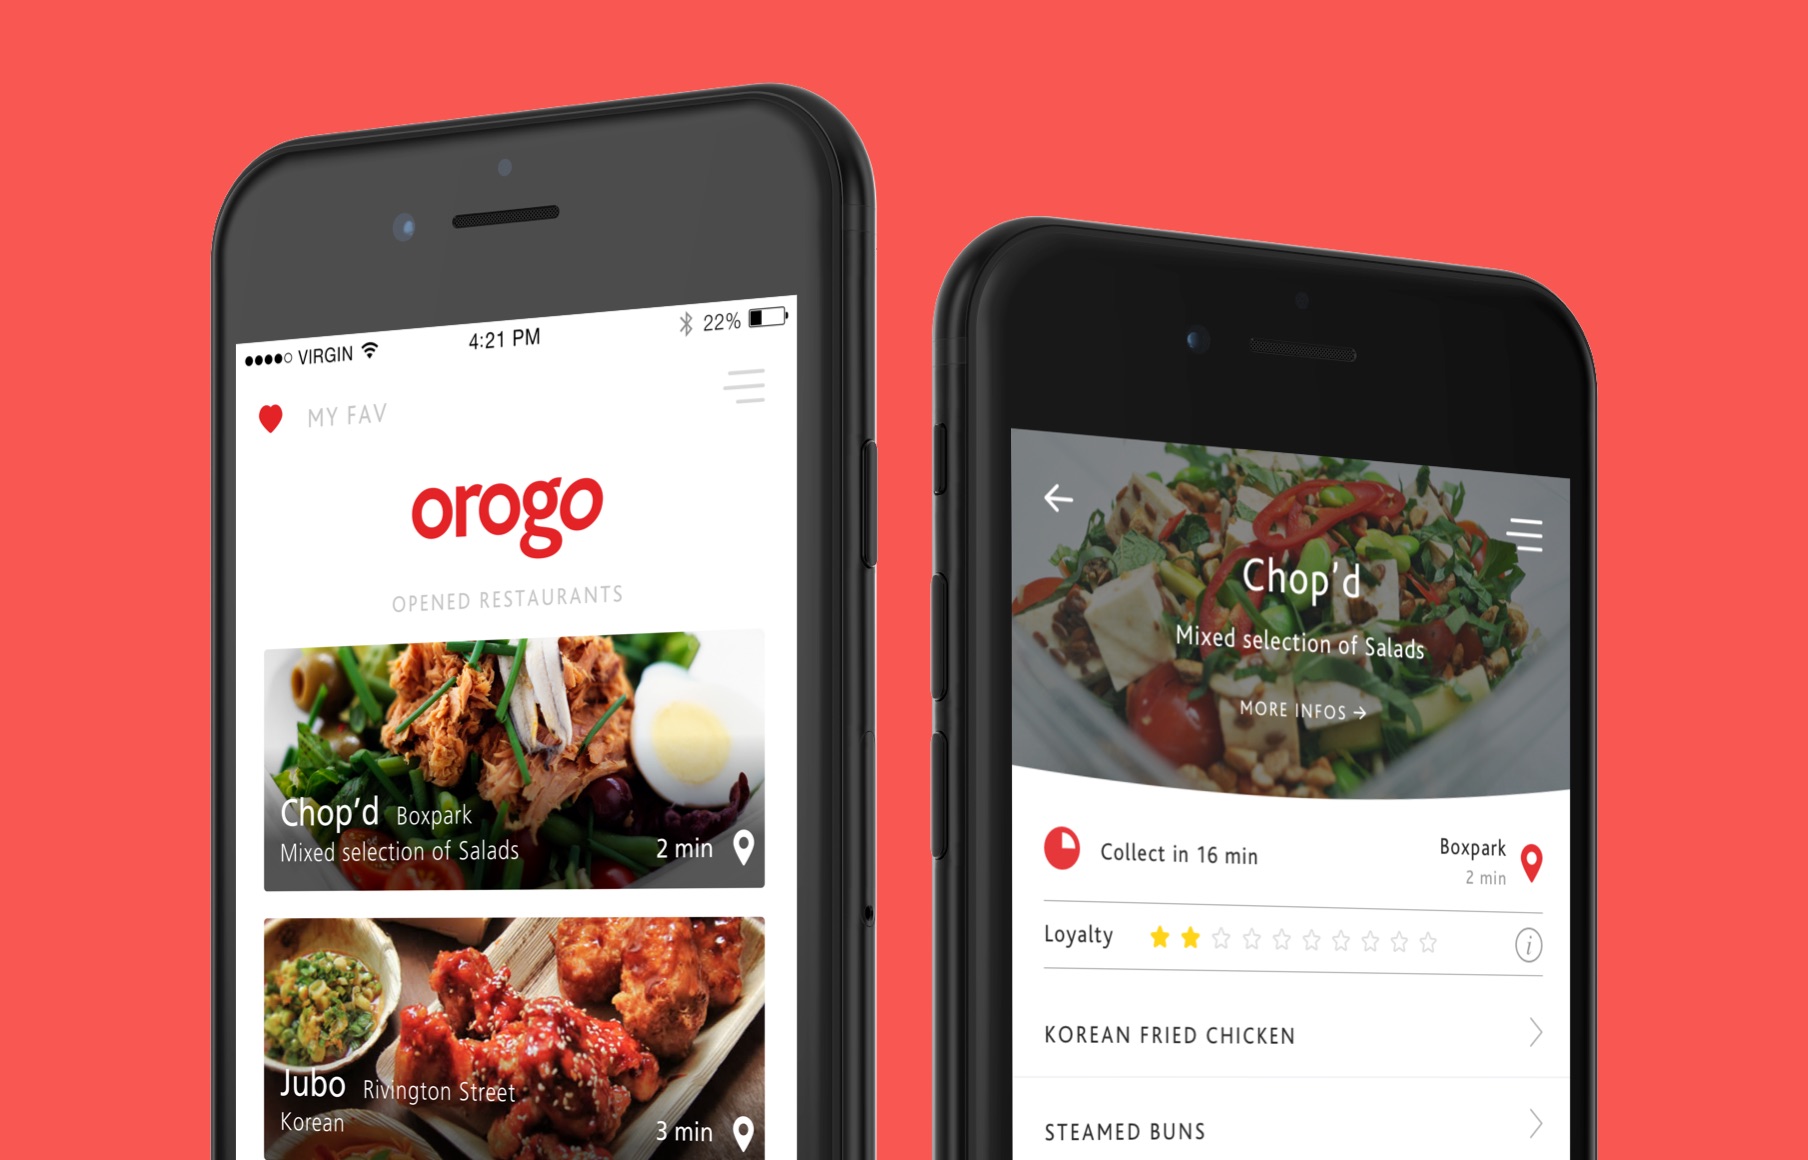 VIRGIN
4:21 PM
22%
MY FAV
orogo
OPENED RESTAURANTS
Chop'd Boxpark
Mixed selection of Salads
2 min
Jubo Rivington Street
Korean
3 min
Chop'd
Mixed selection of Salads
MORE INFOS →
Collect in 16 min
Boxpark
2 min
Loyalty
i
KOREAN FRIED CHICKEN
STEAMED BUNS